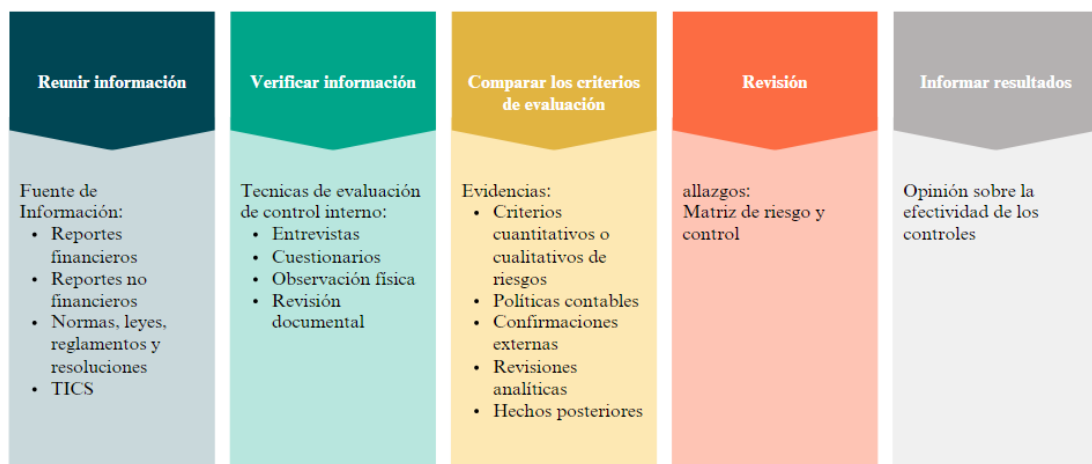 Reunir información
Fuente de
Información:
• Reportes
financieros
• Reportes no
financieros
• Normas, leyes,
reglamentos y
resoluciones
• TICS
Verificar información
Tecnicas de evaluación
de control interno:
• Entrevistas
• Cuestionarios
• Observación física
• Revisión
documental
Comparar los criterios
de evaluación
Evidencias:
• Criterios
cuantitativos o
cualitativos de
riesgos
• Políticas contables
• Confirmaciones
externas
• Revisiones
analíticas
• Hechos posteriores
Revisión
allazgos:
Matriz de riesgo y
control
Informar resultados
Opinión sobre la
efectividad de los
controles